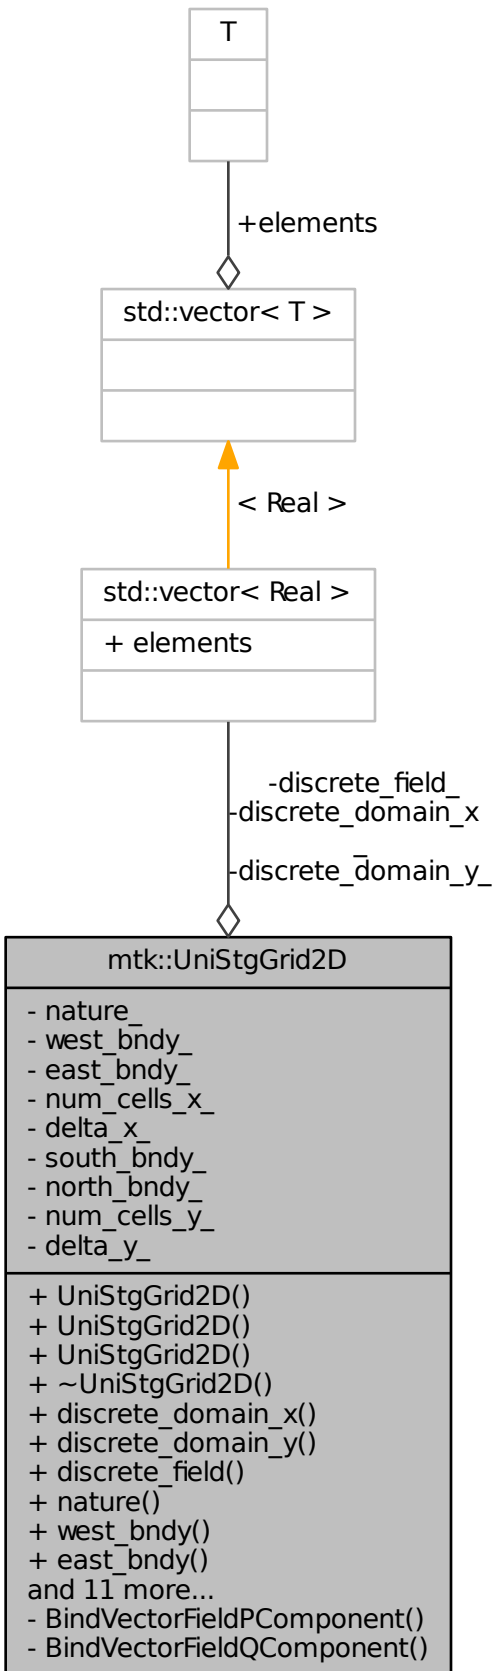 T
+elements
std::vector< T >
< Real >
std::vector< Real >
+ elements
-discrete_field_
-discrete_domain_x
_
-discrete_domain_y_
mtk::UniStgGrid2D
- nature_
- west_bndy_
- east_bndy_
- num_cells_x_
- delta_x_
- south_bndy_
- north_bndy_
- num_cells_y_
- delta_y_
+ UniStgGrid2D()
+ UniStgGrid2D()
+ UniStgGrid2D()
+ ~UniStgGrid2D()
+ discrete_domain_x()
+ discrete_domain_y()
+ discrete_field()
+ nature()
+ west_bndy()
+ east_bndy()
and 11 more...
- BindVectorFieldPComponent()
- BindVectorFieldQComponent()